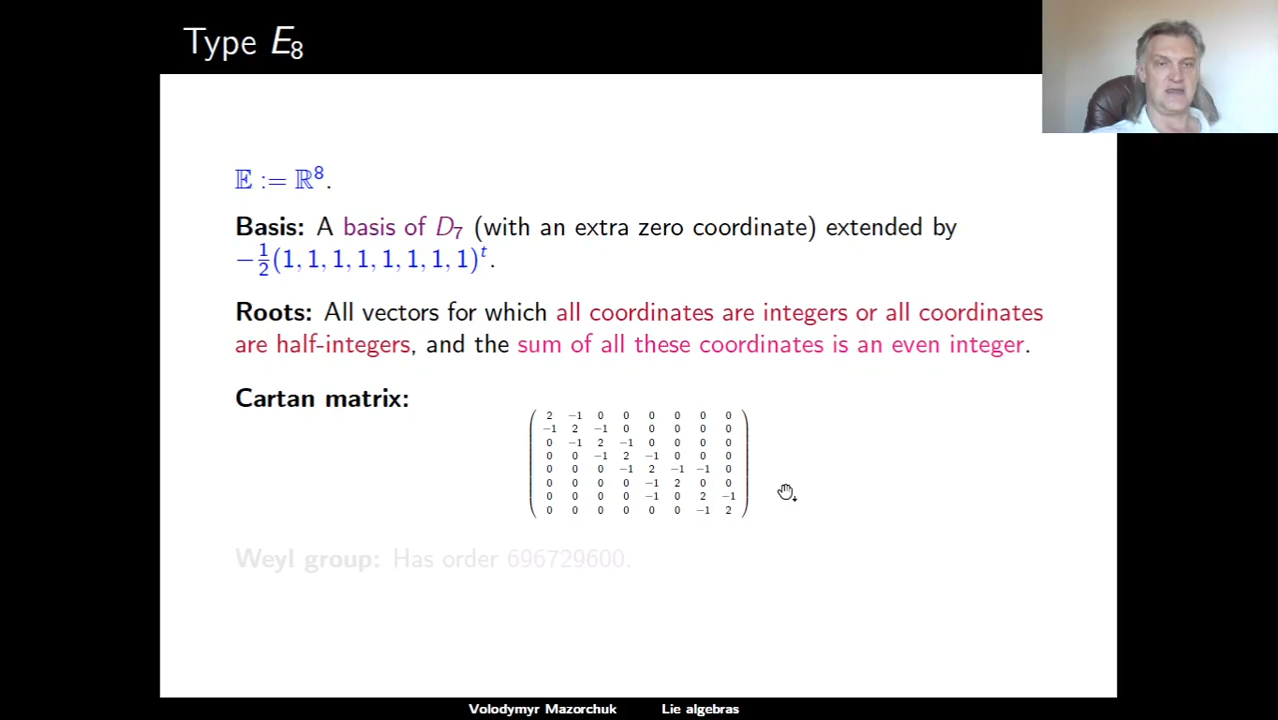 Type E₈
𝔼 := ℝ⁸.
Basis: A basis of D₇ (with an extra zero coordinate) extended by
−½(1, 1, 1, 1, 1, 1, 1, 1)ᵗ.
Roots: All vectors for which all coordinates are integers or all coordinates
are half-integers, and the sum of all these coordinates is an even integer.
Cartan matrix:
2 −1 0 0 0 0 0 0
−1 2 −1 0 0 0 0 0
0 −1 2 −1 0 0 0 0
0 0 −1 2 −1 0 0 0
0 0 0 −1 2 −1 −1 0
0 0 0 0 −1 2 0 0
0 0 0 0 −1 0 2 −1
0 0 0 0 0 0 −1 2
Weyl group: Has order 696729600.
Volodymyr Mazorchuk Lie algebras